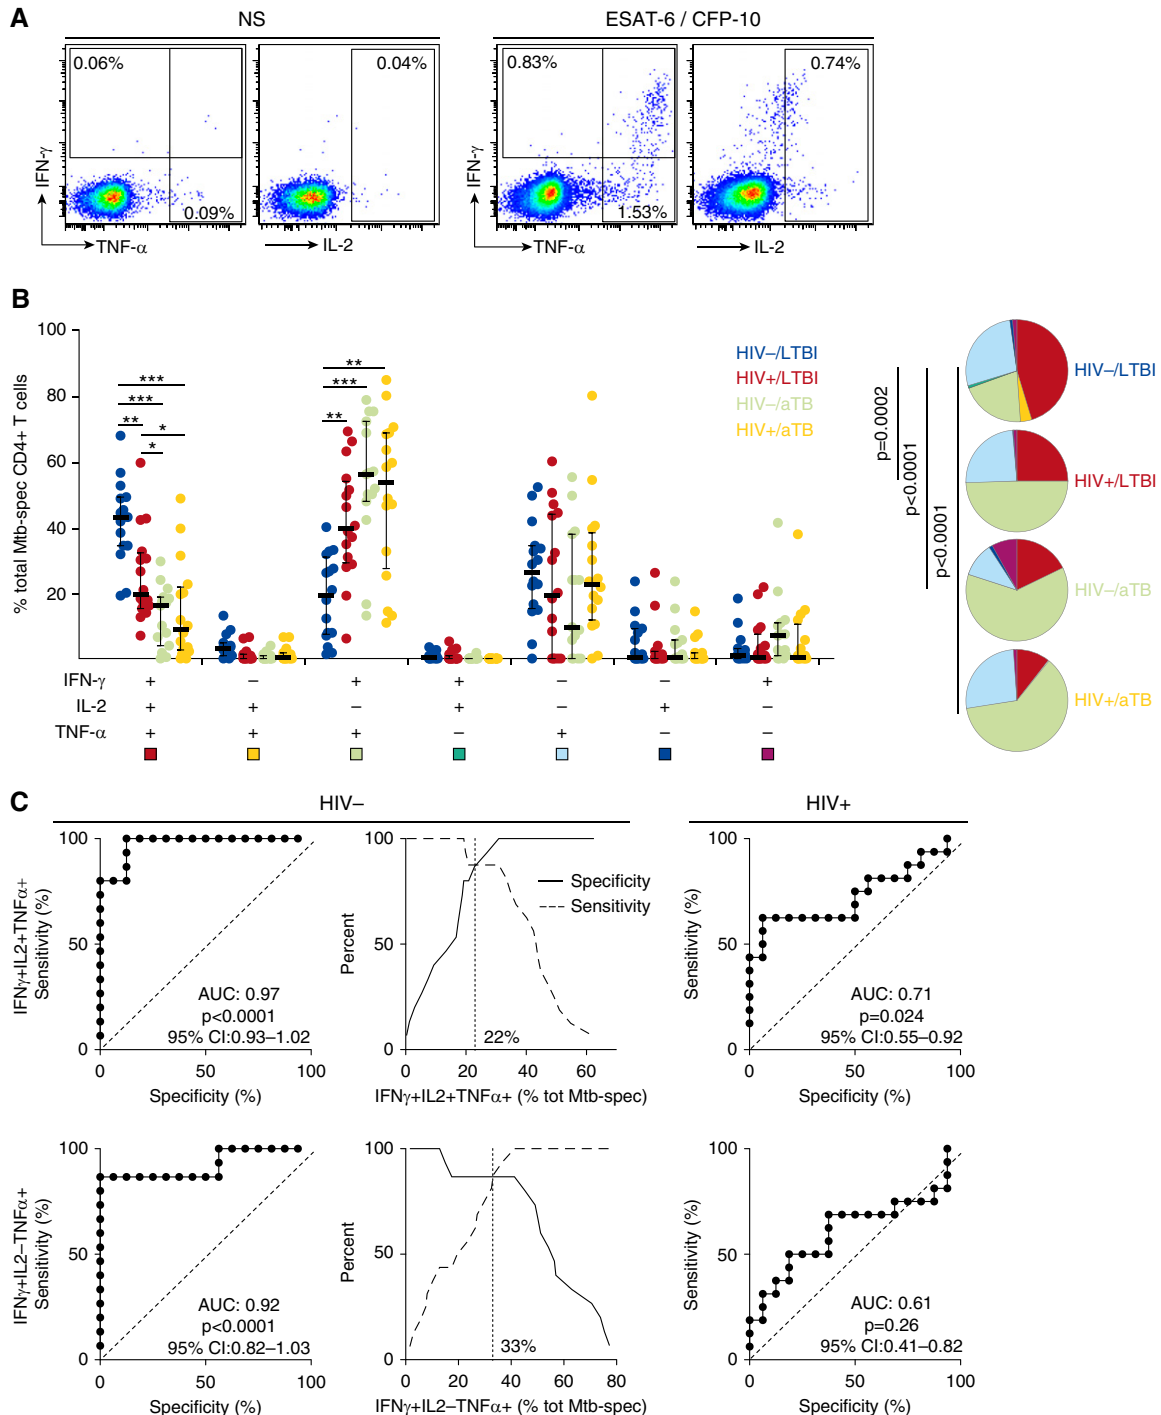 A
NS
ESAT-6 / CFP-10
0.06%
0.04%
0.83%
0.74%
0.09%
1.53%
IFN-γ
TNF-α
IL-2
IFN-γ
TNF-α
IL-2
B
% total Mtb-spec CD4+ T cells
100
80
60
40
20
***
***
**
*
*
**
***
**
HIV–/LTBI
HIV+/LTBI
HIV–/aTB
HIV+/aTB
p=0.0002
p<0.0001
p<0.0001
HIV–/LTBI
HIV+/LTBI
HIV–/aTB
HIV+/aTB
IFN-γ + – + + – – +
IL-2 + + – + – + –
TNF-α + + + – + – –
C
HIV–
HIV+
IFNγ+IL2+TNFα+
Sensitivity (%)
100
50
0
AUC: 0.97
p<0.0001
95% CI:0.93–1.02
0 50 100
Specificity (%)
Percent
100
50
0
Specificity
Sensitivity
22%
0 20 40 60
IFNγ+IL2+TNFα+ (% tot Mtb-spec)
Sensitivity (%)
100
50
0
AUC: 0.71
p=0.024
95% CI:0.55–0.92
0 50 100
Specificity (%)
IFNγ+IL2–TNFα+
Sensitivity (%)
100
50
0
AUC: 0.92
p<0.0001
95% CI:0.82–1.03
0 50 100
Specificity (%)
Percent
100
50
0
33%
0 20 40 60 80
IFNγ+IL2–TNFα+ (% tot Mtb-spec)
Sensitivity (%)
100
50
0
AUC: 0.61
p=0.26
95% CI:0.41–0.82
0 50 100
Specificity (%)